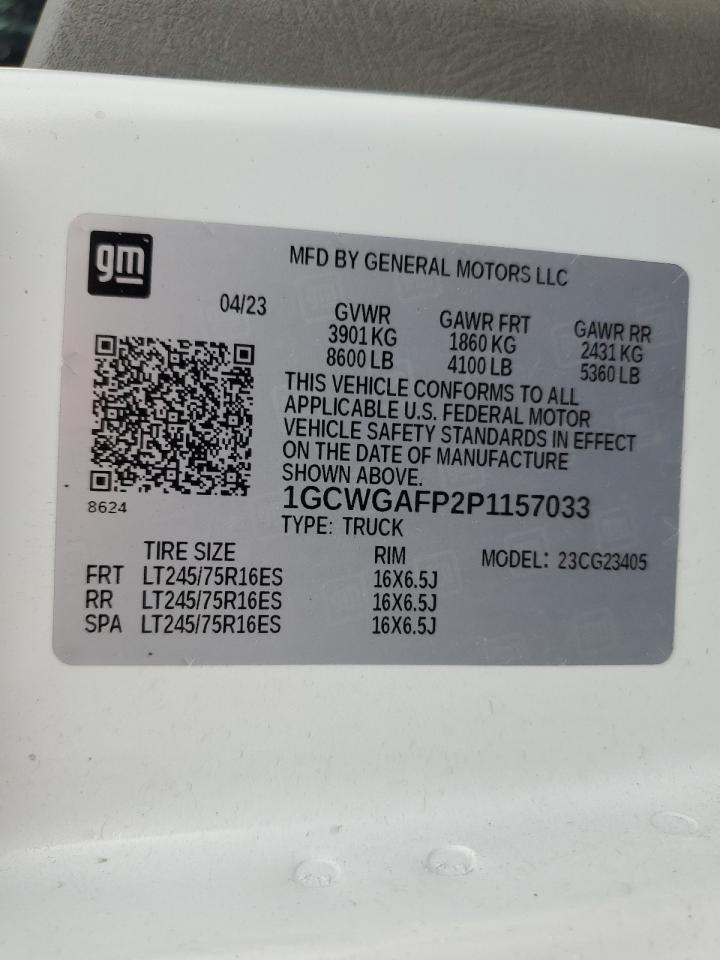 gm
MFD BY GENERAL MOTORS LLC
04/23
GVWR
3901 KG
8600 LB
GAWR FRT
1860 KG
4100 LB
GAWR RR
2431 KG
5360 LB
THIS VEHICLE CONFORMS TO ALL
APPLICABLE U.S. FEDERAL MOTOR
VEHICLE SAFETY STANDARDS IN EFFECT
ON THE DATE OF MANUFACTURE
SHOWN ABOVE.
8624
1GCWGAFP2P1157033
TYPE: TRUCK
MODEL: 23CG23405
TIRE SIZE RIM
FRT LT245/75R16ES 16X6.5J
RR LT245/75R16ES 16X6.5J
SPA LT245/75R16ES 16X6.5J